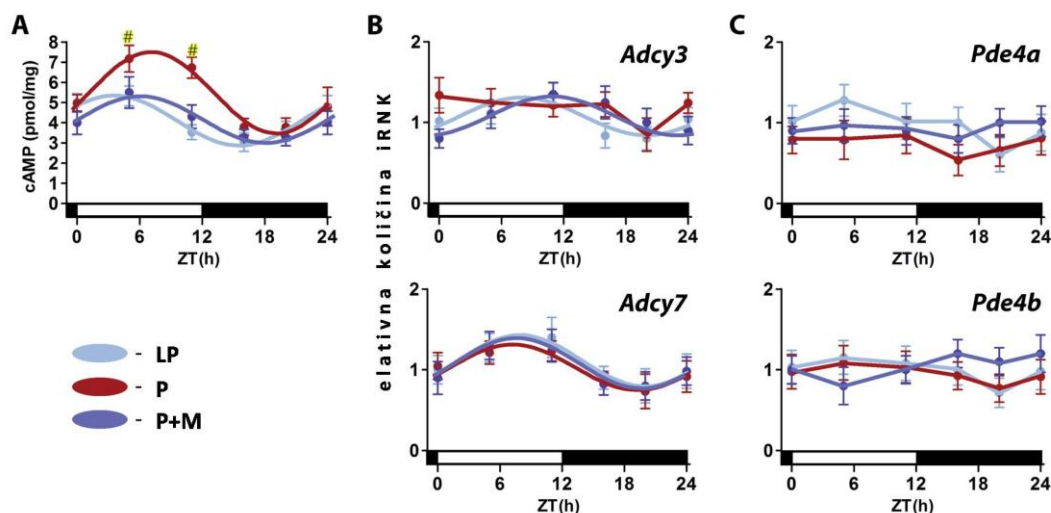 A
cAMP (pmol/mg)
8
7
6
5
4
3
2
1
0
# #
0 6 12 18 24
ZT(h)
- LP
- P
- P+M
B
elativna količina iRNK
Adcy3
2
1
0
0 6 12 18 24
ZT(h)
Adcy7
2
1
0
0 6 12 18 24
ZT(h)
C
Pde4a
2
1
0
0 6 12 18 24
ZT(h)
Pde4b
2
1
0
0 6 12 18 24
ZT(h)